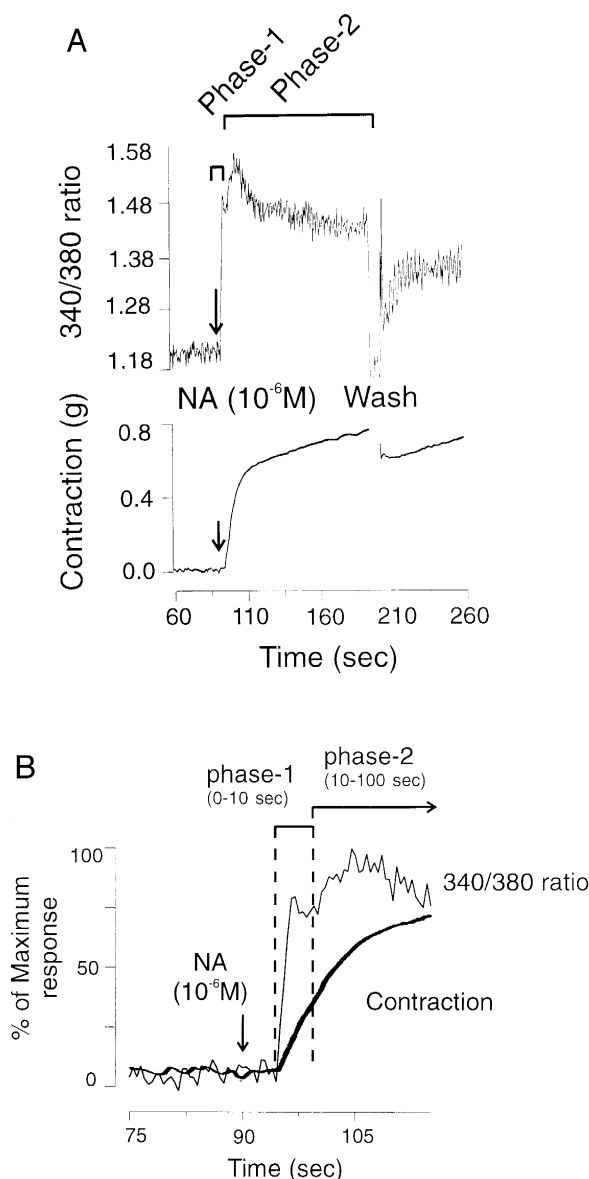 A
Phase-1
Phase-2
340/380 ratio
1.58
1.48
1.38
1.28
1.18
NA (10⁻⁶M) Wash
Contraction (g)
0.8
0.4
0.0
60 110 160 210 260
Time (sec)
B
phase-1
(0-10 sec)
phase-2
(10-100 sec)
% of Maximum
response
100
50
0
340/380 ratio
NA
(10⁻⁶M)
Contraction
75 90 105
Time (sec)